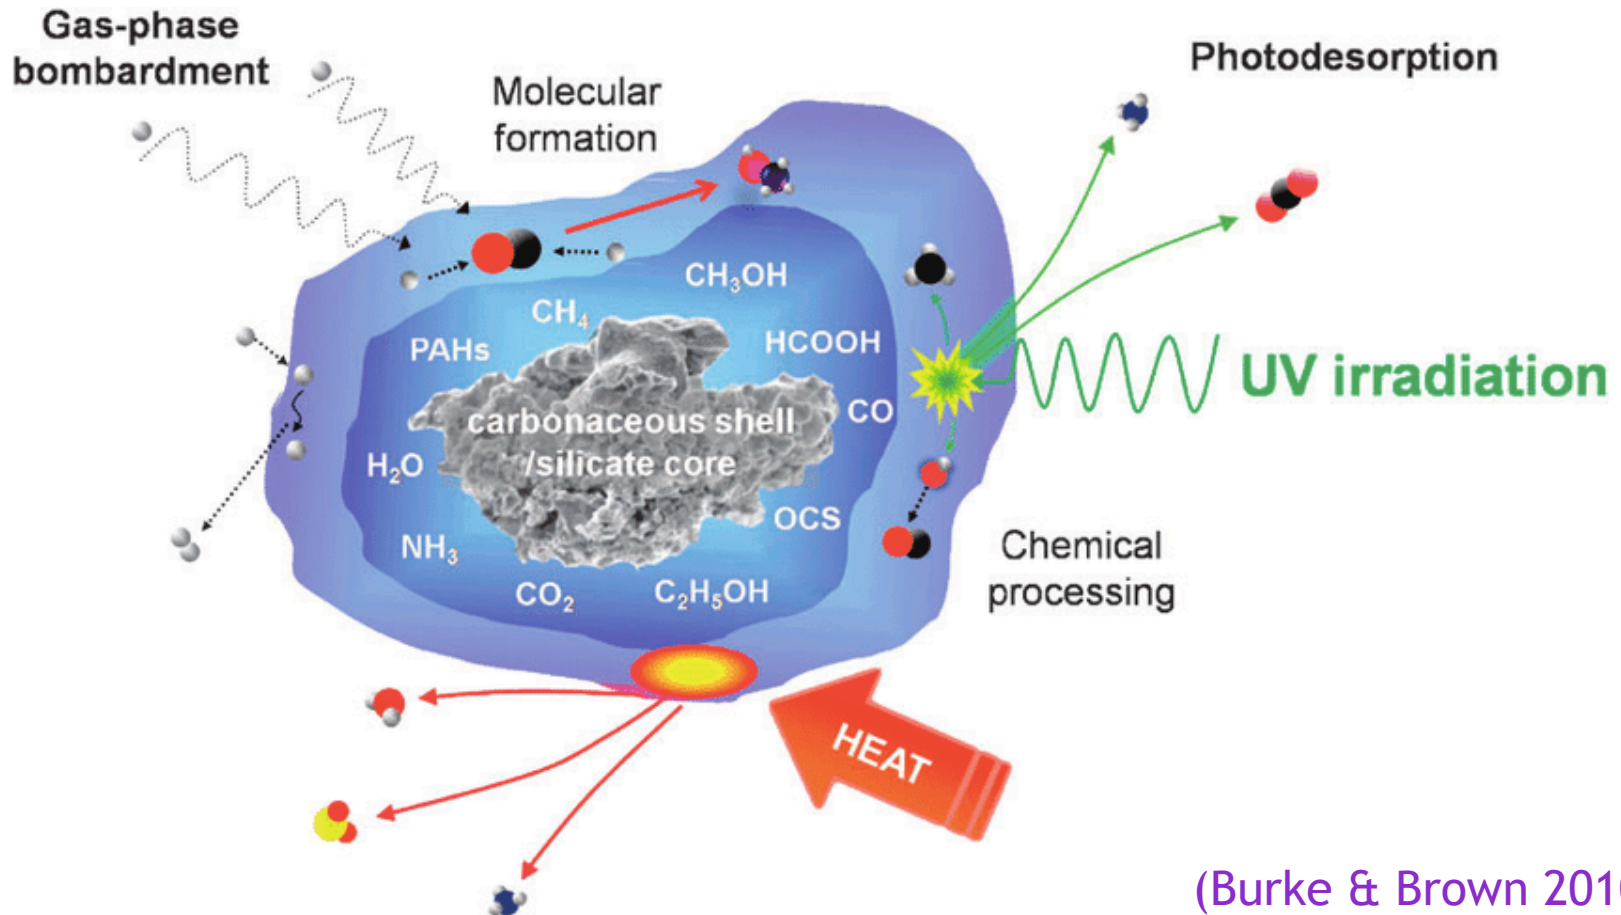 Gas-phase
bombardment
Molecular
formation
Photodesorption
CH₃OH
CH₄
PAHs
HCOOH
UV irradiation
carbonaceous shell
/silicate core
CO
H₂O
OCS
NH₃
CO₂
C₂H₅OH
Chemical
processing
HEAT
(Burke & Brown 2010